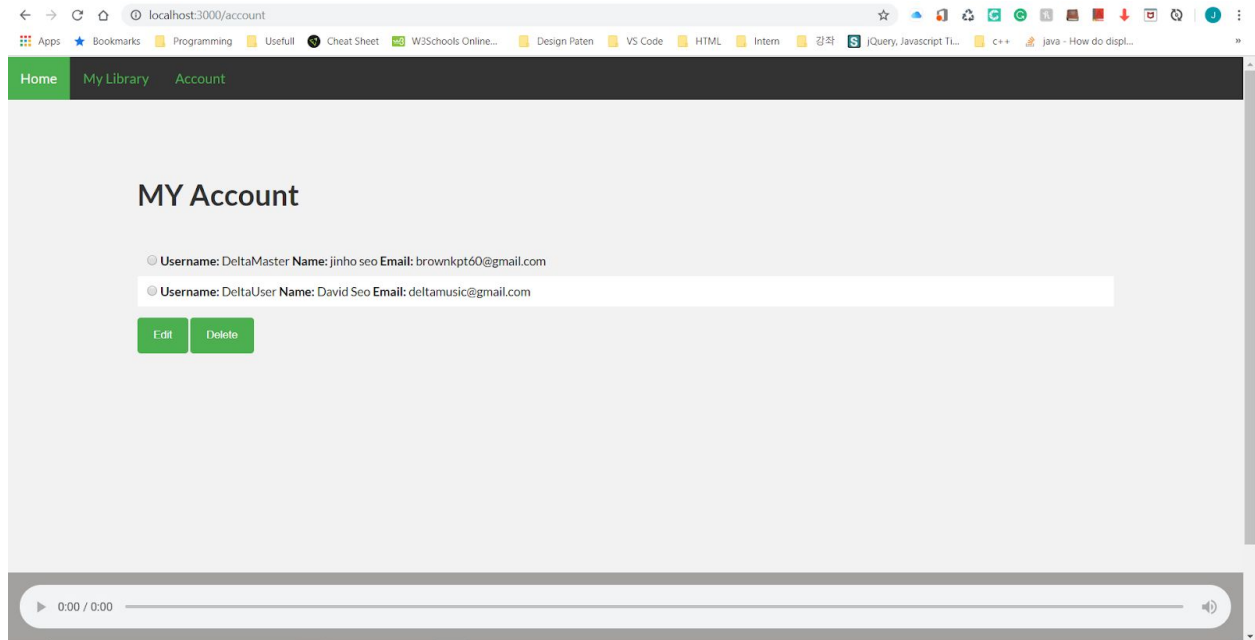 localhost:3000/account
J
Apps Bookmarks Programming Usefull Cheat Sheet W3Schools Online... Design Paten VS Code HTML Intern 강좌 S jQuery, Javascript Ti... c++ java - How do displ... »
Home My Library Account
MY Account
Username: DeltaMaster Name: jinho seo Email: brownkpt60@gmail.com
Username: DeltaUser Name: David Seo Email: deltamusic@gmail.com
Edit Delete
0:00 / 0:00